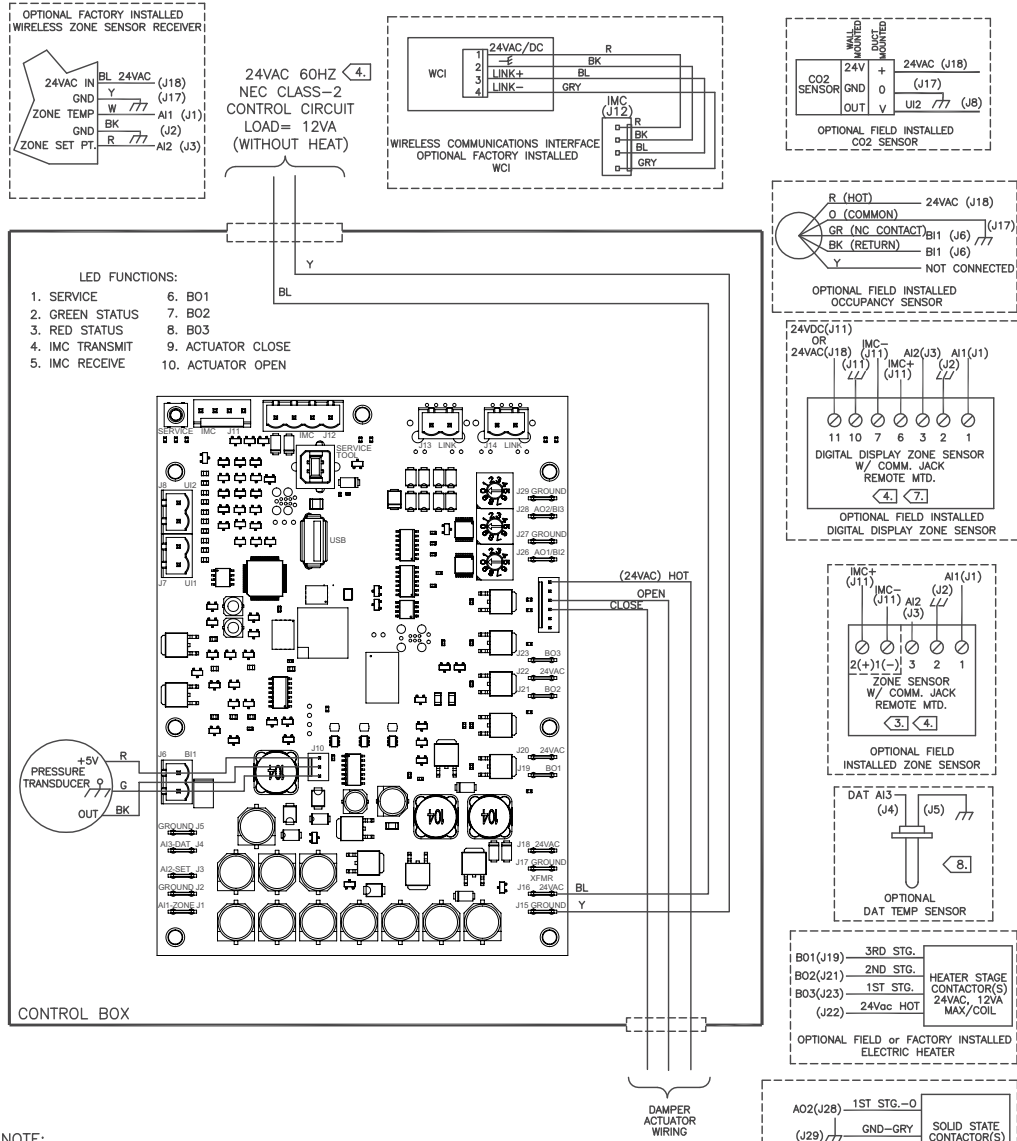 OPTIONAL FACTORY INSTALLED
WIRELESS ZONE SENSOR RECEIVER
24VAC IN BL 24VAC (J18)
GND Y (J17)
ZONE TEMP W AI1 (J1)
GND BK (J2)
ZONE SET PT. R AI2 (J3)
24VAC 60HZ 4.
NEC CLASS-2
CONTROL CIRCUIT
LOAD= 12VA
(WITHOUT HEAT)
WCI
1 24VAC/DC R
2 BK
3 LINK+ BL
4 LINK- GRY
IMC
(J12)
R
BK
BL
GRY
WIRELESS COMMUNICATIONS INTERFACE
OPTIONAL FACTORY INSTALLED
WCI
WALL MOUNTED
DUCT MOUNTED
CO2 SENSOR
24V + 24VAC (J18)
GND 0 (J17)
OUT V UI2 (J8)
OPTIONAL FIELD INSTALLED
CO2 SENSOR
R (HOT) 24VAC (J18)
O (COMMON) (J17)
GR (NC CONTACT) BI1 (J6)
BK (RETURN) BI1 (J6)
Y NOT CONNECTED
OPTIONAL FIELD INSTALLED
OCCUPANCY SENSOR
24VDC(J11)
OR
24VAC(J18)
(J11)
IMC-
(J11)
IMC+
(J11)
AI2(J3)
(J2)
AI1(J1)
11 10 7 6 3 2 1
DIGITAL DISPLAY ZONE SENSOR
W/ COMM. JACK
REMOTE MTD.
4. 7.
OPTIONAL FIELD INSTALLED
DIGITAL DISPLAY ZONE SENSOR
IMC+
(J11)
IMC-
(J11)
AI2
(J3)
(J2)
AI1(J1)
2(+) 1(-) 3 2 1
ZONE SENSOR
W/ COMM. JACK
REMOTE MTD.
3. 4.
OPTIONAL FIELD
INSTALLED ZONE SENSOR
DAT AI3
(J4) (J5)
8.
OPTIONAL
DAT TEMP SENSOR
BO1(J19) 3RD STG.
BO2(J21) 2ND STG.
BO3(J23) 1ST STG.
(J22) 24Vac HOT
HEATER STAGE
CONTACTOR(S)
24VAC, 12VA
MAX/COIL
OPTIONAL FIELD or FACTORY INSTALLED
ELECTRIC HEATER
AO2(J28) 1ST STG.-O
(J29) GND-GRY
SOLID STATE
CONTACTOR(S)
Y
BL
LED FUNCTIONS:
1. SERVICE
2. GREEN STATUS
3. RED STATUS
4. IMC TRANSMIT
5. IMC RECEIVE
6. BO1
7. BO2
8. BO3
9. ACTUATOR CLOSE
10. ACTUATOR OPEN
SERVICE
IMC J11
IMC J12
SERVICE
TOOL
J13 LINK
J14 LINK
J8 UI2
J7 UI1
USB
J29 GROUND
J28 AO2/BI3
J27 GROUND
J26 AO1/BI2
(24VAC) HOT
OPEN
CLOSE
J23 BO3
J22 24VAC
J21 BO2
J20 24VAC
J19 BO1
J6 BI1
J10
104
104
104
PRESSURE
TRANSDUCER
+5V R
G
OUT BK
GROUND J5
AI3-DAT J4
AI2-SET J3
GROUND J2
AI1-ZONE J1
J18 24VAC
J17 GROUND
XFMR
J16 24VAC BL
J15 GROUND Y
CONTROL BOX
DAMPER
ACTUATOR
WIRING
NOTE: